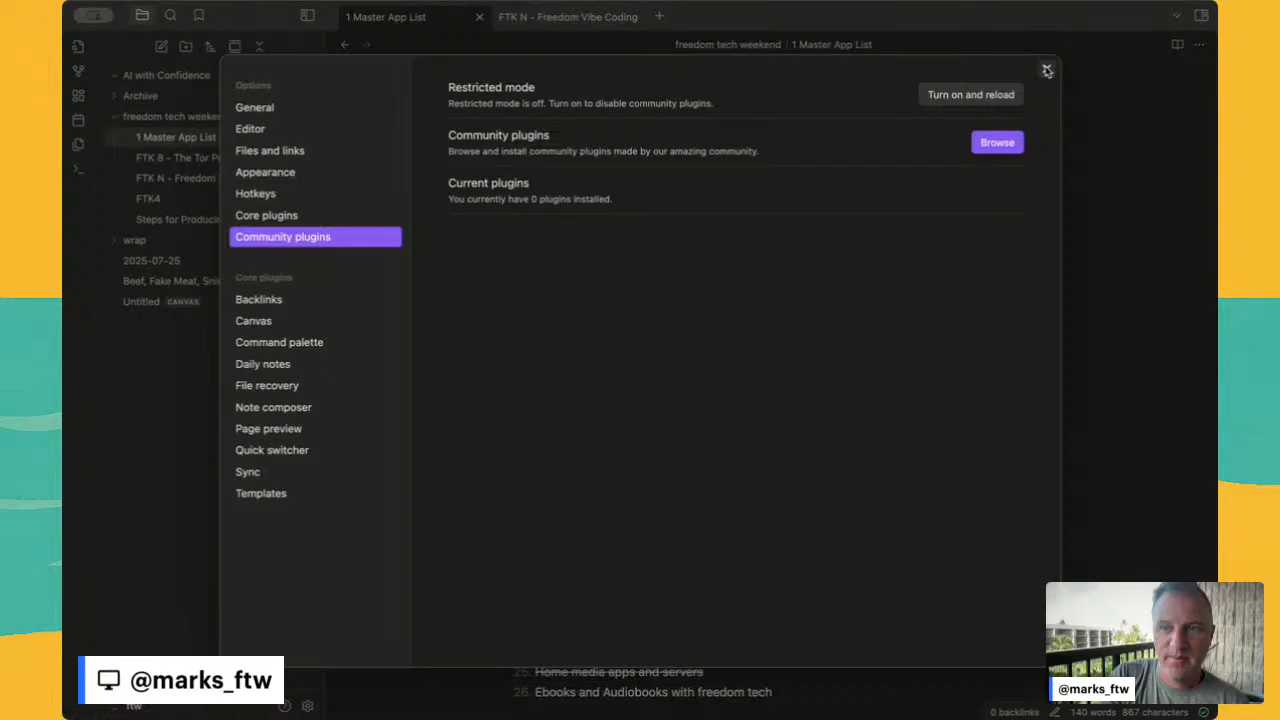 1 Master App List
FTK N - Freedom Vibe Coding
freedom tech weekend | 1 Master App List
AI with Confidence
Archive
freedom tech weeke
1 Master App List
FTK 8 - The Tor P
FTK N - Freedom
FTK4
Steps for Produci
wrap
2025-07-25
Beef, Fake Meat, Sni
Untitled CANVAS
ftw
Options
General
Editor
Files and links
Appearance
Hotkeys
Core plugins
Community plugins
Core plugins
Backlinks
Canvas
Command palette
Daily notes
File recovery
Note composer
Page preview
Quick switcher
Sync
Templates
Restricted mode
Restricted mode is off. Turn on to disable community plugins.
Turn on and reload
Community plugins
Browse and install community plugins made by our amazing community.
Browse
Current plugins
You currently have 0 plugins installed.
25. Home media apps and servers
26. Ebooks and Audiobooks with freedom tech
0 backlinks
140 words 867 characters
@marks_ftw
@marks_ftw